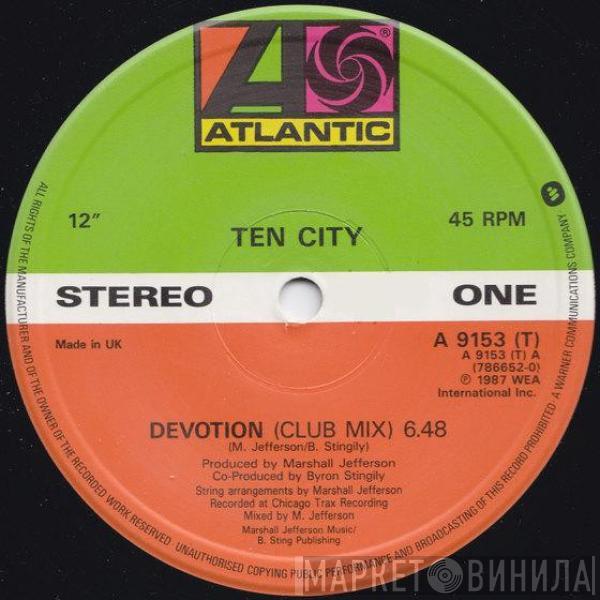 ATLANTIC
12"
TEN CITY
45 RPM
STEREO
ONE
Made in UK
A 9153 (T)
A 9153 (T) A
(786652-0)
℗ 1987 WEA
International Inc.
DEVOTION (CLUB MIX) 6.48
(M. Jefferson/B. Stingily)
Produced by Marshall Jefferson
Co-Produced by Byron Stingily
String arrangements by Marshall Jefferson
Recorded at Chicago Trax Recording
Mixed by M. Jefferson
Marshall Jefferson Music/
B. Sting Publishing
ALL RIGHTS OF THE MANUFACTURER AND OF THE OWNER OF THE RECORDED WORK RESERVED UNAUTHORISED COPYING PUBLIC PERFORMANCE AND BROADCASTING OF THIS RECORD PROHIBITED · A WARNER COMMUNICATIONS COMPANY
МАРКЕТ ВИНИЛА